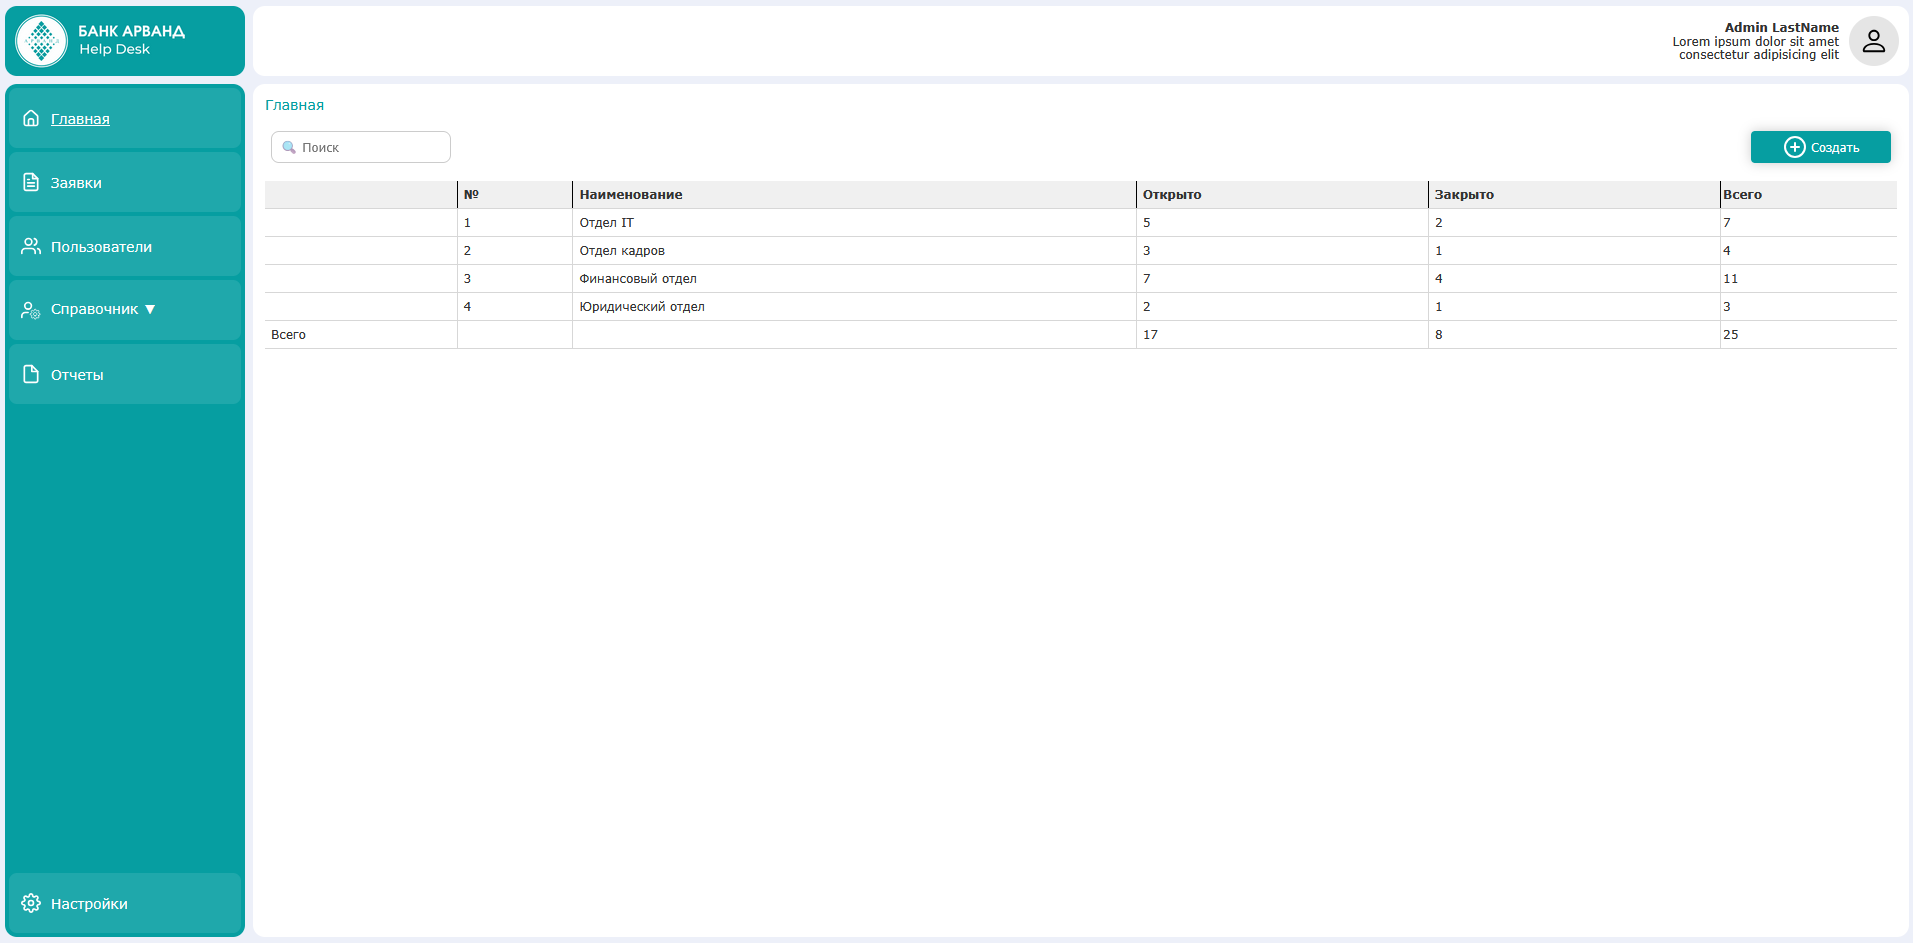 БАНК АРВАНД
Help Desk
Admin LastName
Lorem ipsum dolor sit amet
consectetur adipisicing elit
Главная
Заявки
Пользователи
Справочник ▼
Отчеты
Настройки
Главная
Поиск
Создать
№ Наименование Открыто Закрыто Всего
1 Отдел IT 5 2 7
2 Отдел кадров 3 1 4
3 Финансовый отдел 7 4 11
4 Юридический отдел 2 1 3
Всего 17 8 25